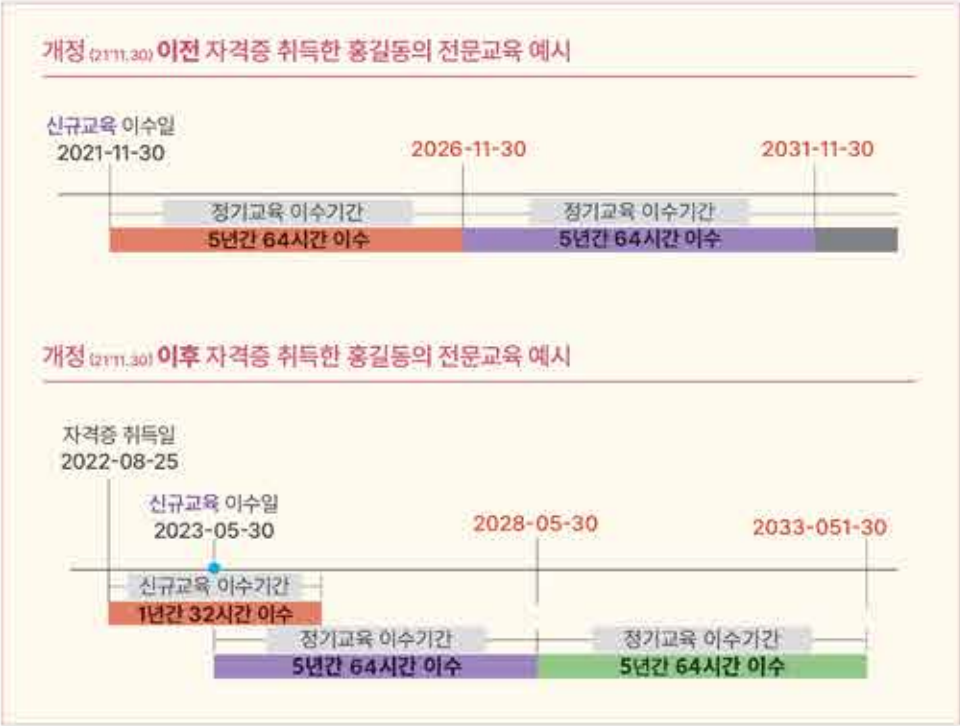 개정 (21'11.30) 이전 자격증 취득한 홍길동의 전문교육 예시
신규교육 이수일
2021-11-30
2026-11-30
2031-11-30
정기교육 이수기간
정기교육 이수기간
5년간 64시간 이수
5년간 64시간 이수
개정 (21'11.30) 이후 자격증 취득한 홍길동의 전문교육 예시
자격증 취득일
2022-08-25
신규교육 이수일
2023-05-30
2028-05-30
2033-051-30
신규교육 이수기간
1년간 32시간 이수
정기교육 이수기간
정기교육 이수기간
5년간 64시간 이수
5년간 64시간 이수